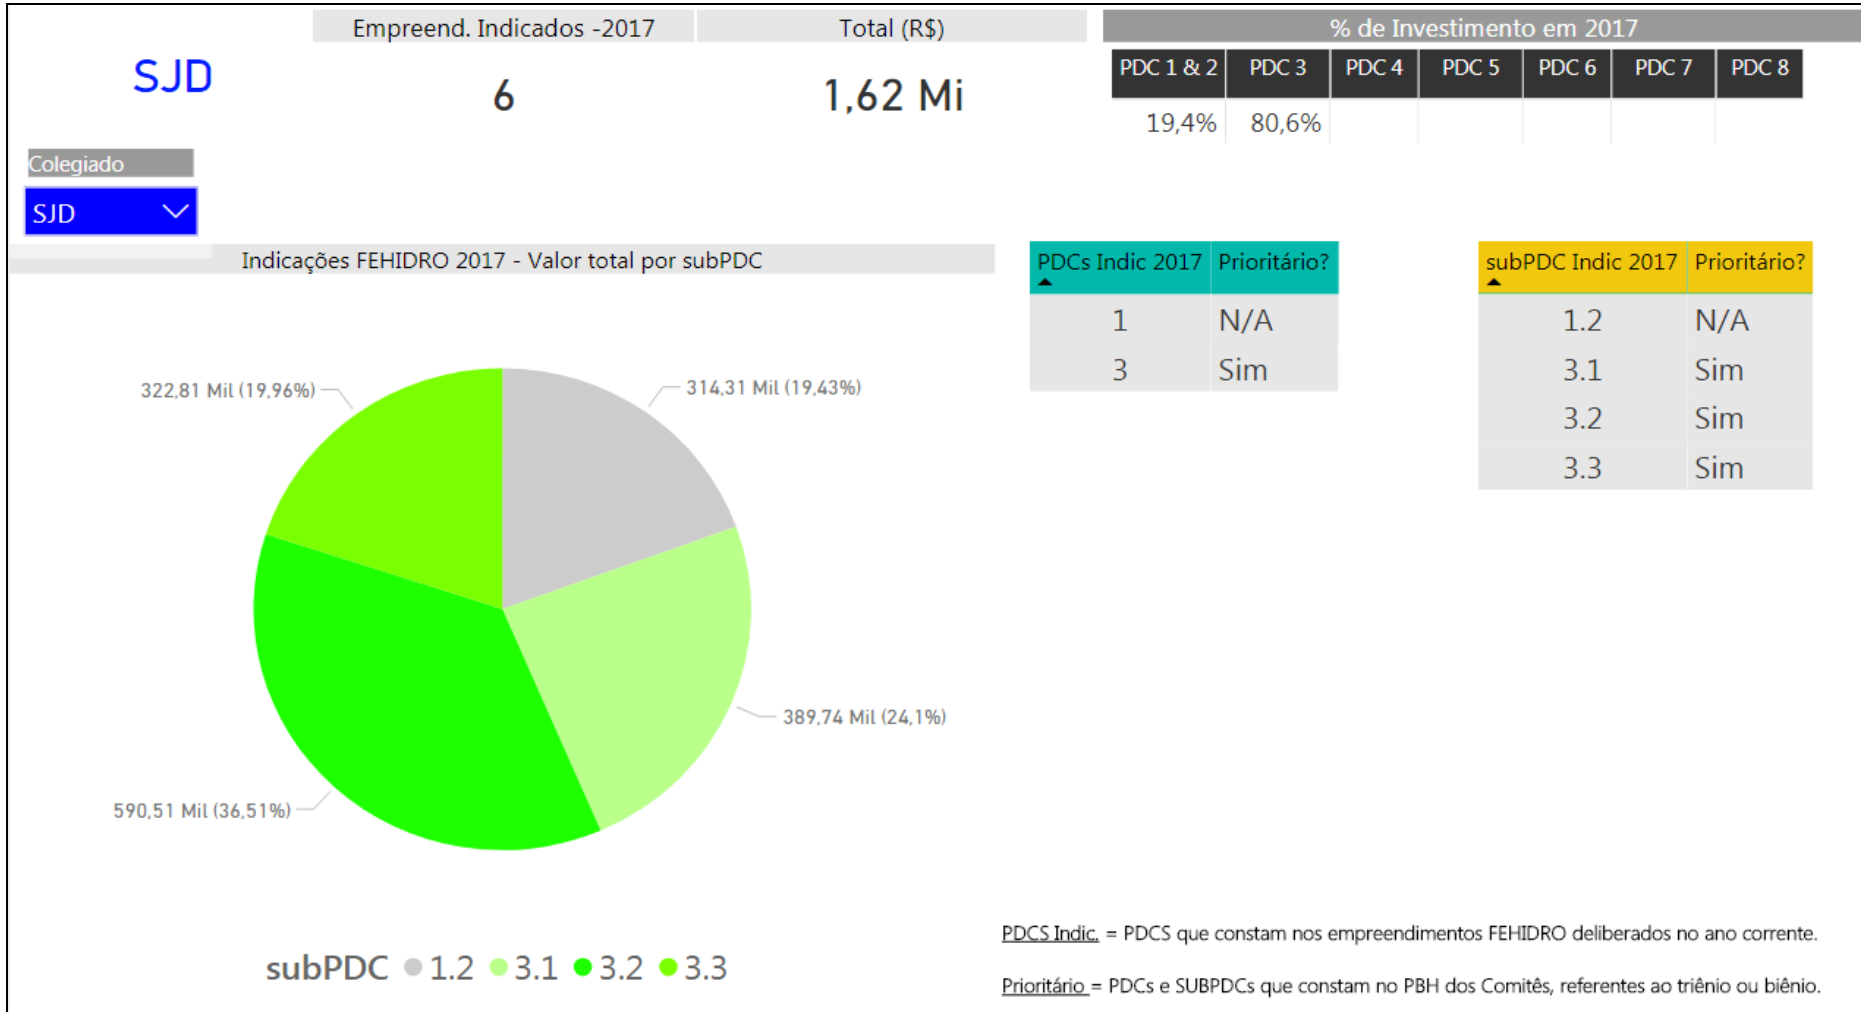 SJD
Empreend. Indicados -2017
6
Total (R$)
1,62 Mi
% de Investimento em 2017
PDC 1 & 2 PDC 3 PDC 4 PDC 5 PDC 6 PDC 7 PDC 8
19,4% 80,6%
Colegiado
SJD
Indicações FEHIDRO 2017 - Valor total por subPDC
322,81 Mil (19,96%)
314,31 Mil (19,43%)
389,74 Mil (24,1%)
590,51 Mil (36,51%)
subPDC 1.2 3.1 3.2 3.3
PDCs Indic 2017 Prioritário?
1 N/A
3 Sim
subPDC Indic 2017 Prioritário?
1.2 N/A
3.1 Sim
3.2 Sim
3.3 Sim
PDCS Indic. = PDCS que constam nos empreendimentos FEHIDRO deliberados no ano corrente.
Prioritário = PDCs e SUBPDCs que constam no PBH dos Comitês, referentes ao triênio ou biênio.